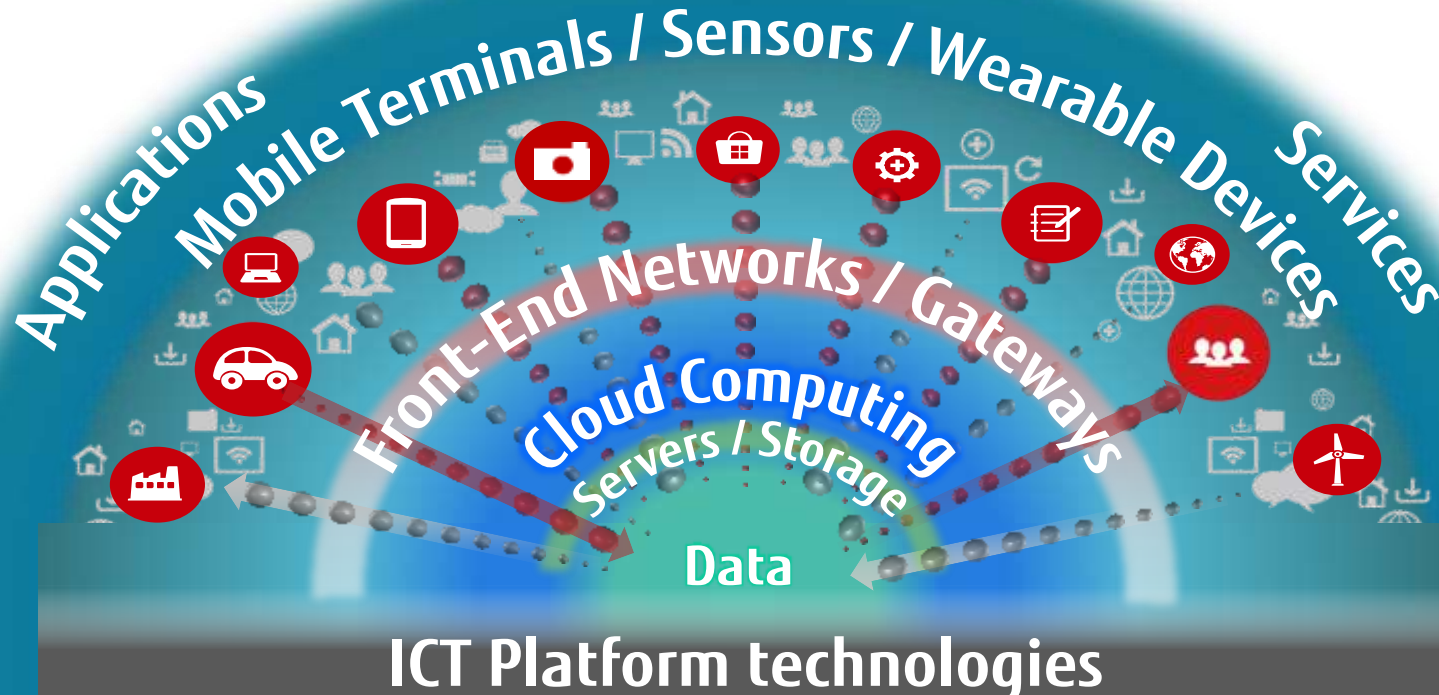 Applications
Services
Mobile Terminals / Sensors / Wearable Devices
Front-End Networks / Gateways
Cloud Computing
Servers / Storage
Data
ICT Platform technologies